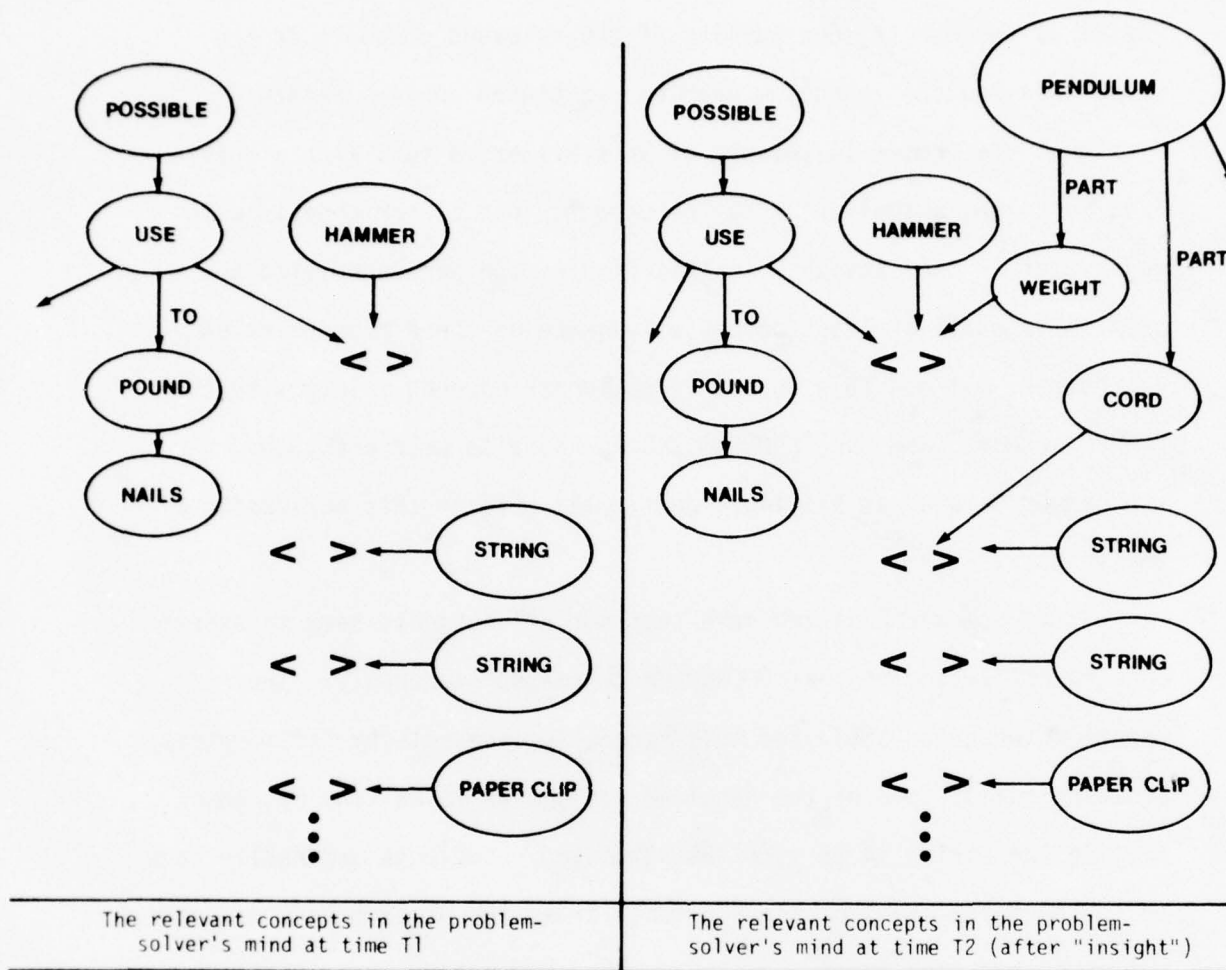 POSSIBLE
USE
HAMMER
TO
< >
POUND
NAILS
< >
STRING
< >
STRING
< >
PAPER CLIP
The relevant concepts in the problem-
solver's mind at time T1
PENDULUM
POSSIBLE
PART
USE
HAMMER
PART
WEIGHT
TO
< >
POUND
CORD
NAILS
< >
STRING
< >
STRING
< >
PAPER CLIP
The relevant concepts in the problem-
solver's mind at time T2 (after "insight")